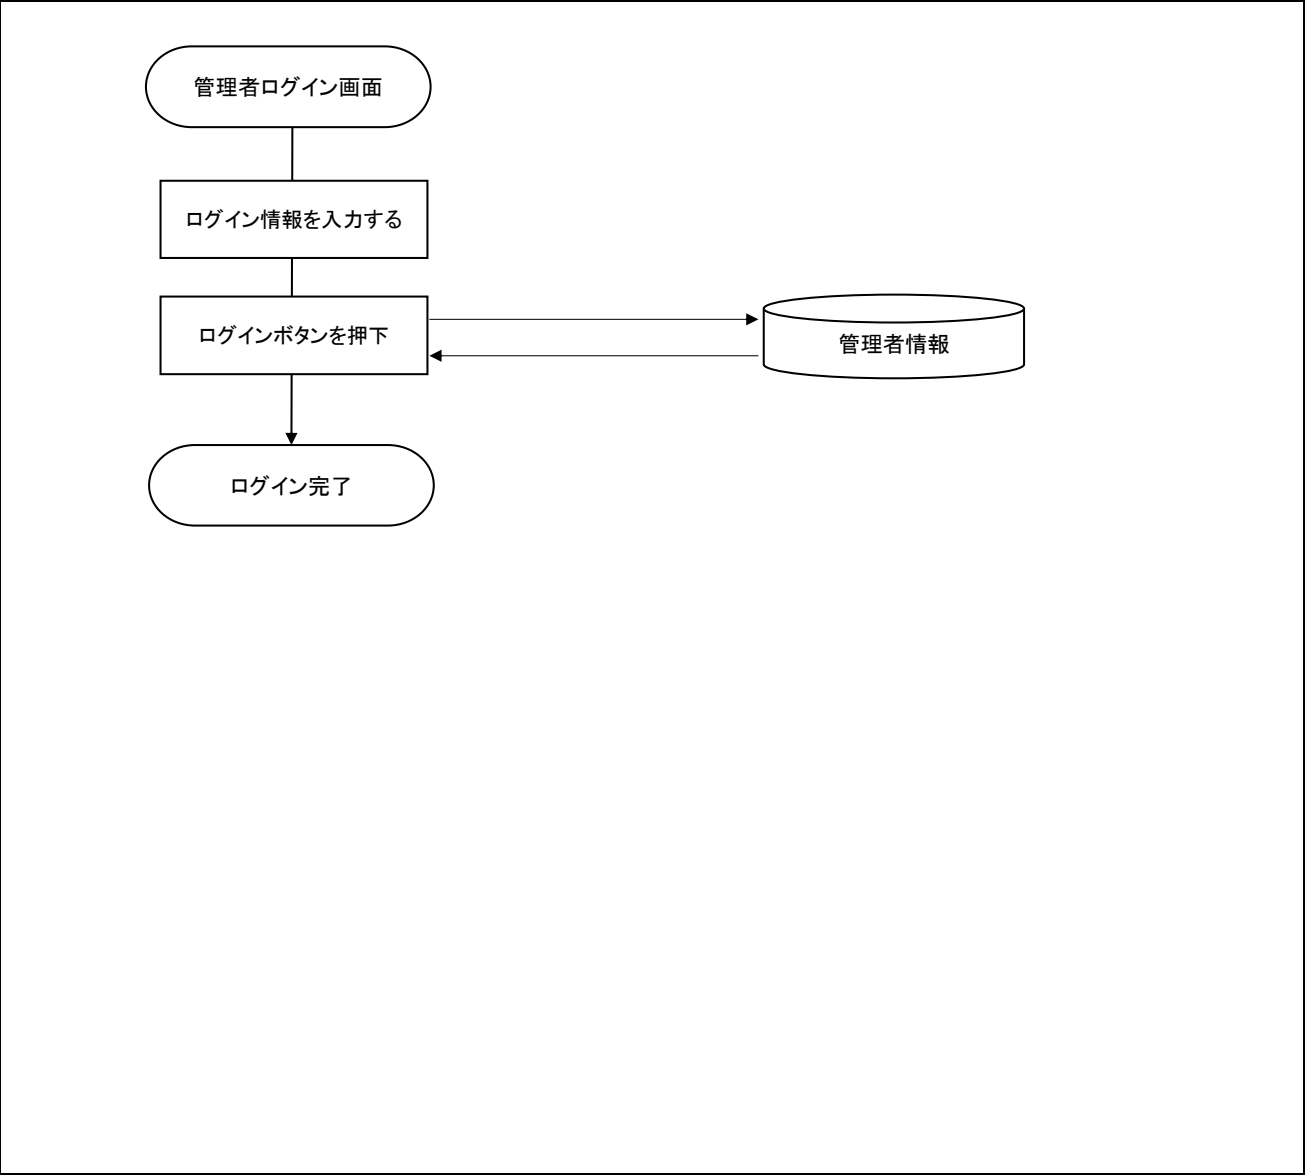 管理者ログイン画面
ログイン情報を入力する
ログインボタンを押下
管理者情報
ログイン完了